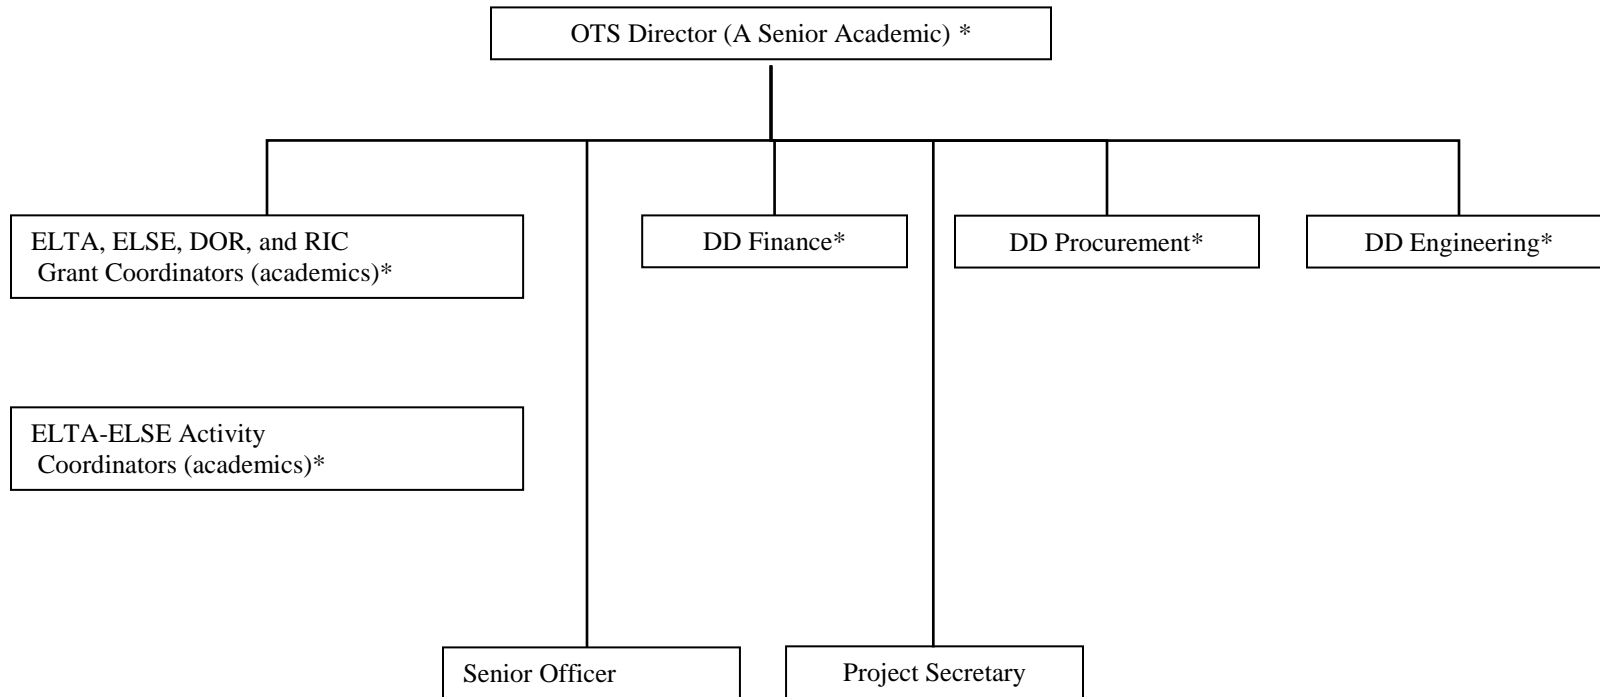 OTS Director (A Senior Academic) *
ELTA, ELSE, DOR, and RIC
Grant Coordinators (academics)*
DD Finance*
DD Procurement*
DD Engineering*
ELTA-ELSE Activity
Coordinators (academics)*
Senior Officer
Project Secretary